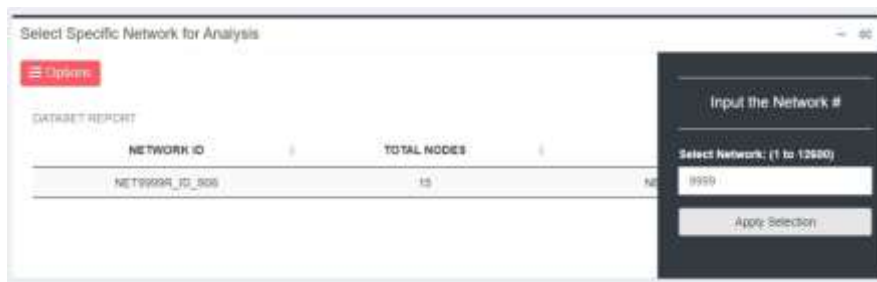 Select Specific Network for Analysis
Options
Input the Network #
DATASET REPORT
NETWORK ID
TOTAL NODES
Select Network: (1 to 12600)
15
NE
9999
Apply Selection